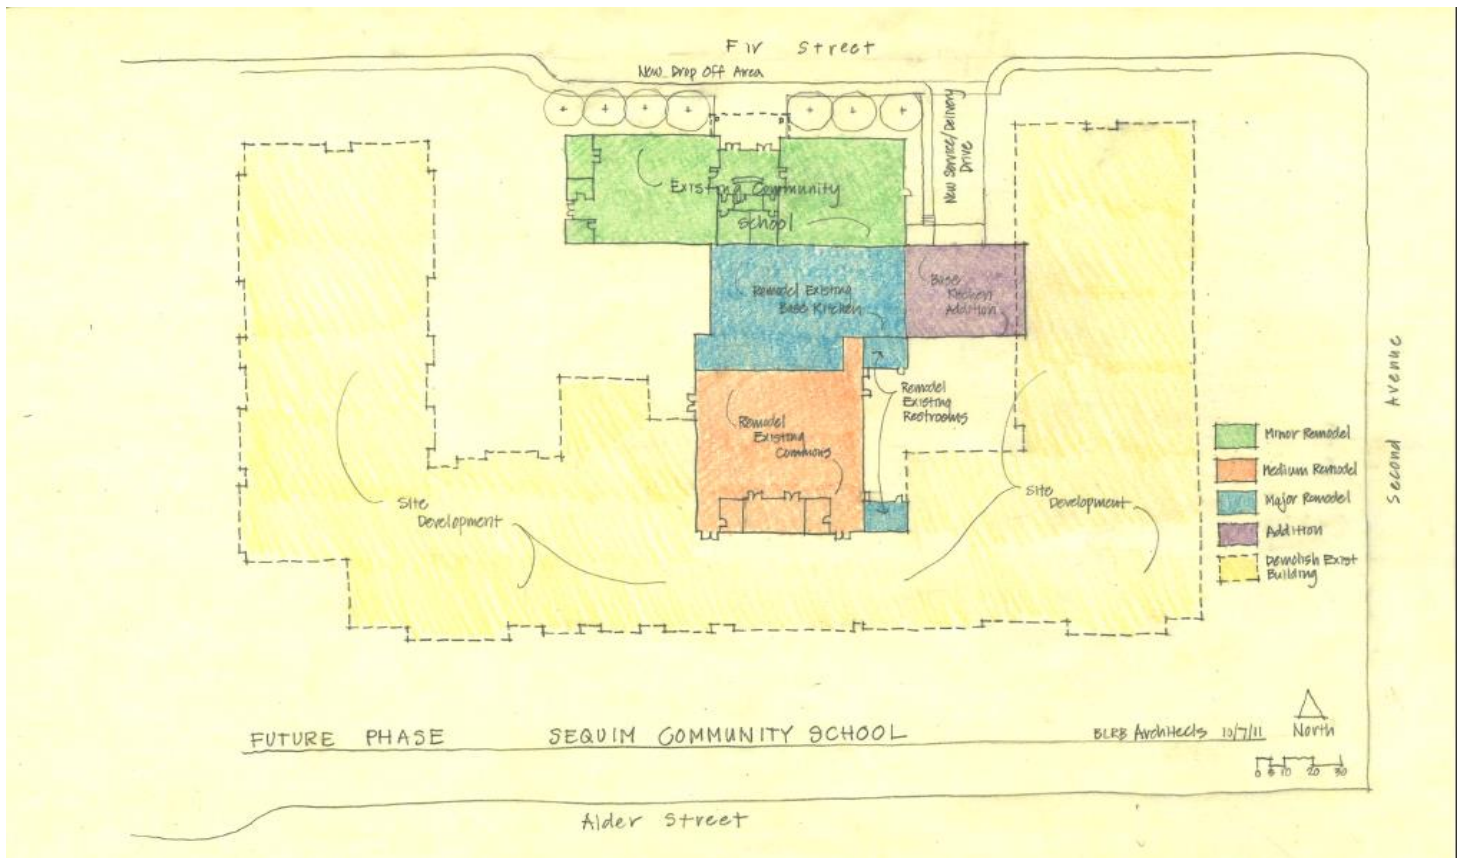 Fir Street
New Drop Off Area
New Service/Delivery
Drive
Existing Community
School
Remodel Existing
Base Kitchen
Base
Kitchen
Addition
Remodel
Existing
Restrooms
Remodel
Existing
Commons
Site
Development
Site
Development
Second Avenue
Minor Remodel
Medium Remodel
Major Remodel
Addition
Demolish Exist
Building
FUTURE PHASE SEQUIM COMMUNITY SCHOOL
BLRB Architects 10/7/11
North
0 5 10 20 30
Alder Street